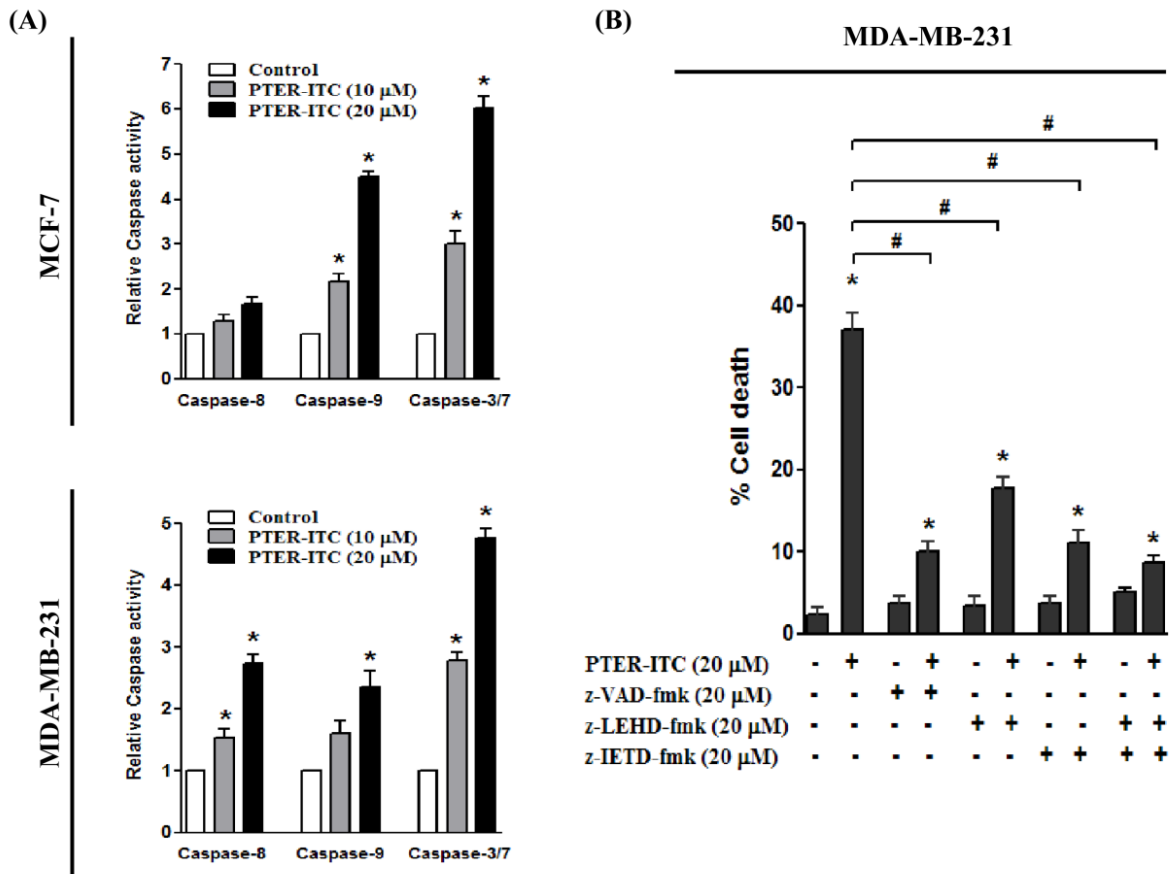 (A)
MCF-7
Relative Caspase activity
7
6
5
4
3
2
1
0
Control
PTER-ITC (10 µM)
PTER-ITC (20 µM)
* * * *
Caspase-8 Caspase-9 Caspase-3/7
MDA-MB-231
Relative Caspase activity
5
4
3
2
1
0
Control
PTER-ITC (10 µM)
PTER-ITC (20 µM)
* * * * *
Caspase-8 Caspase-9 Caspase-3/7
(B)
MDA-MB-231
#
#
#
#
% Cell death
50
40
30
20
10
0
* * * * *
PTER-ITC (20 µM) - + - + - + - + - +
z-VAD-fmk (20 µM) - - + + - - - - - -
z-LEHD-fmk (20 µM) - - - - + + - - + +
z-IETD-fmk (20 µM) - - - - - - + + + +